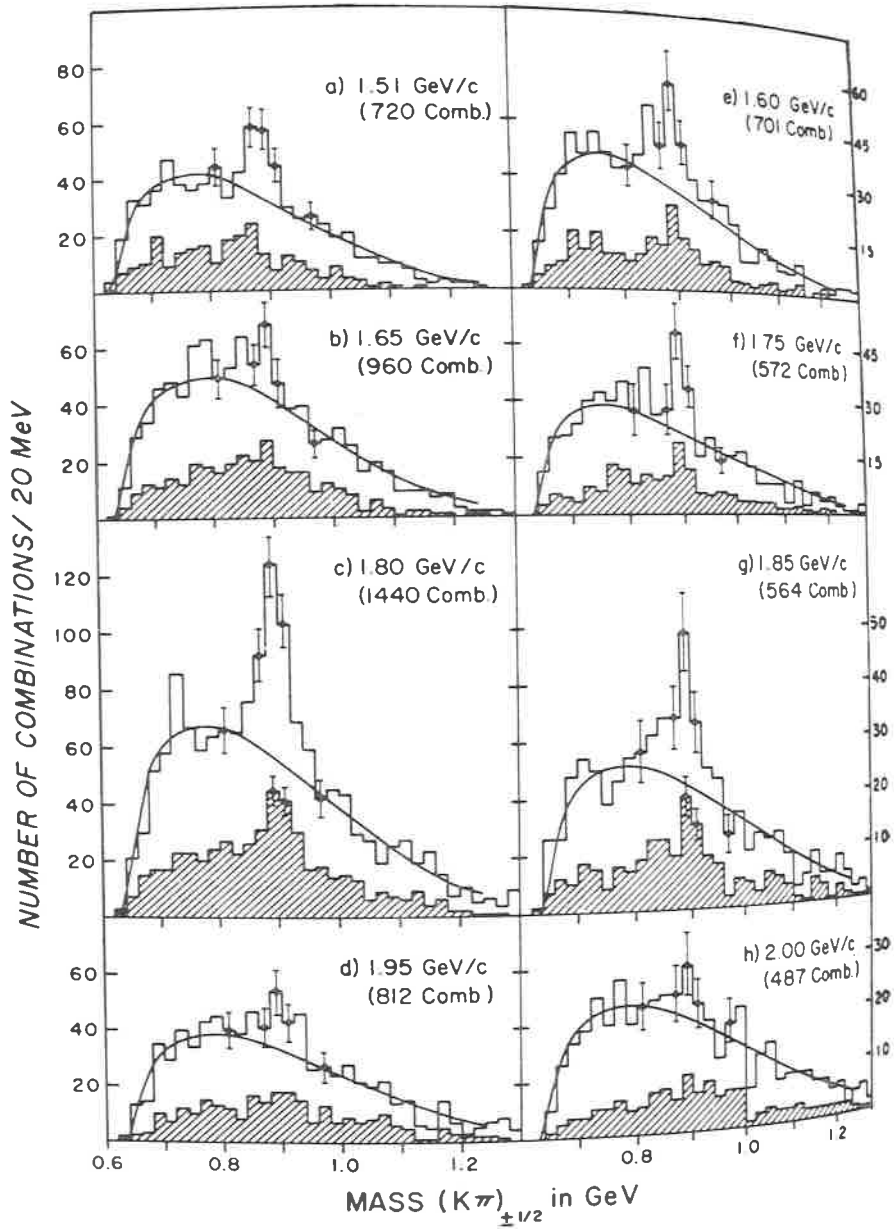 NUMBER OF COMBINATIONS/ 20 MeV
80
60
40
20
a) 1.51 GeV/c
(720 Comb.)
e) 1.60 GeV/c
(701 Comb)
60
45
30
15
60
40
20
b) 1.65 GeV/c
(960 Comb.)
f) 1.75 GeV/c
(572 Comb)
45
30
15
120
100
80
60
40
20
c) 1.80 GeV/c
(1440 Comb.)
g) 1.85 GeV/c
(564 Comb)
50
40
30
20
10
60
40
20
d) 1.95 GeV/c
(812 Comb)
h) 2.00 GeV/c
(487 Comb.)
30
20
10
0.6
0.8
1.0
1.2
0.8
1.0
1.2
MASS (Kπ)±1/2 in GeV